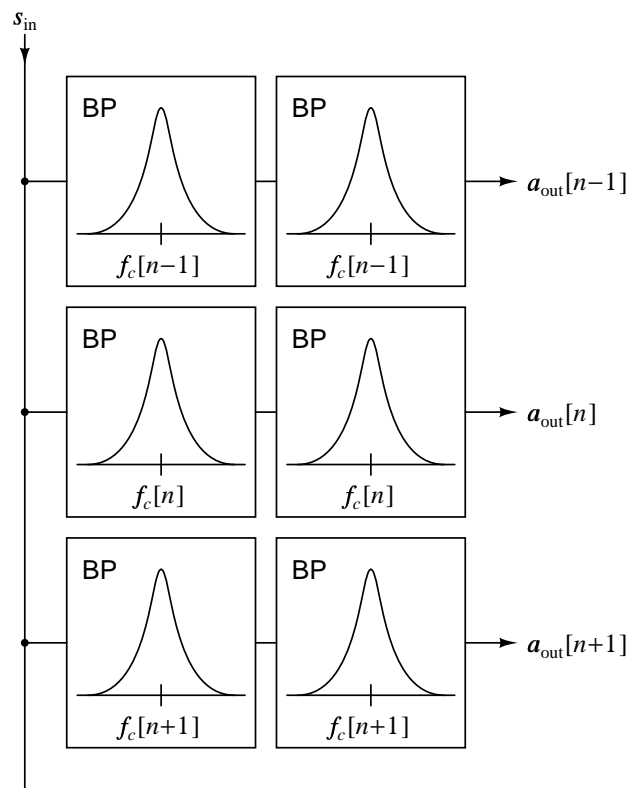 s_in
BP BP
f_c[n−1] f_c[n−1]
a_out[n−1]
BP BP
f_c[n] f_c[n]
a_out[n]
BP BP
f_c[n+1] f_c[n+1]
a_out[n+1]